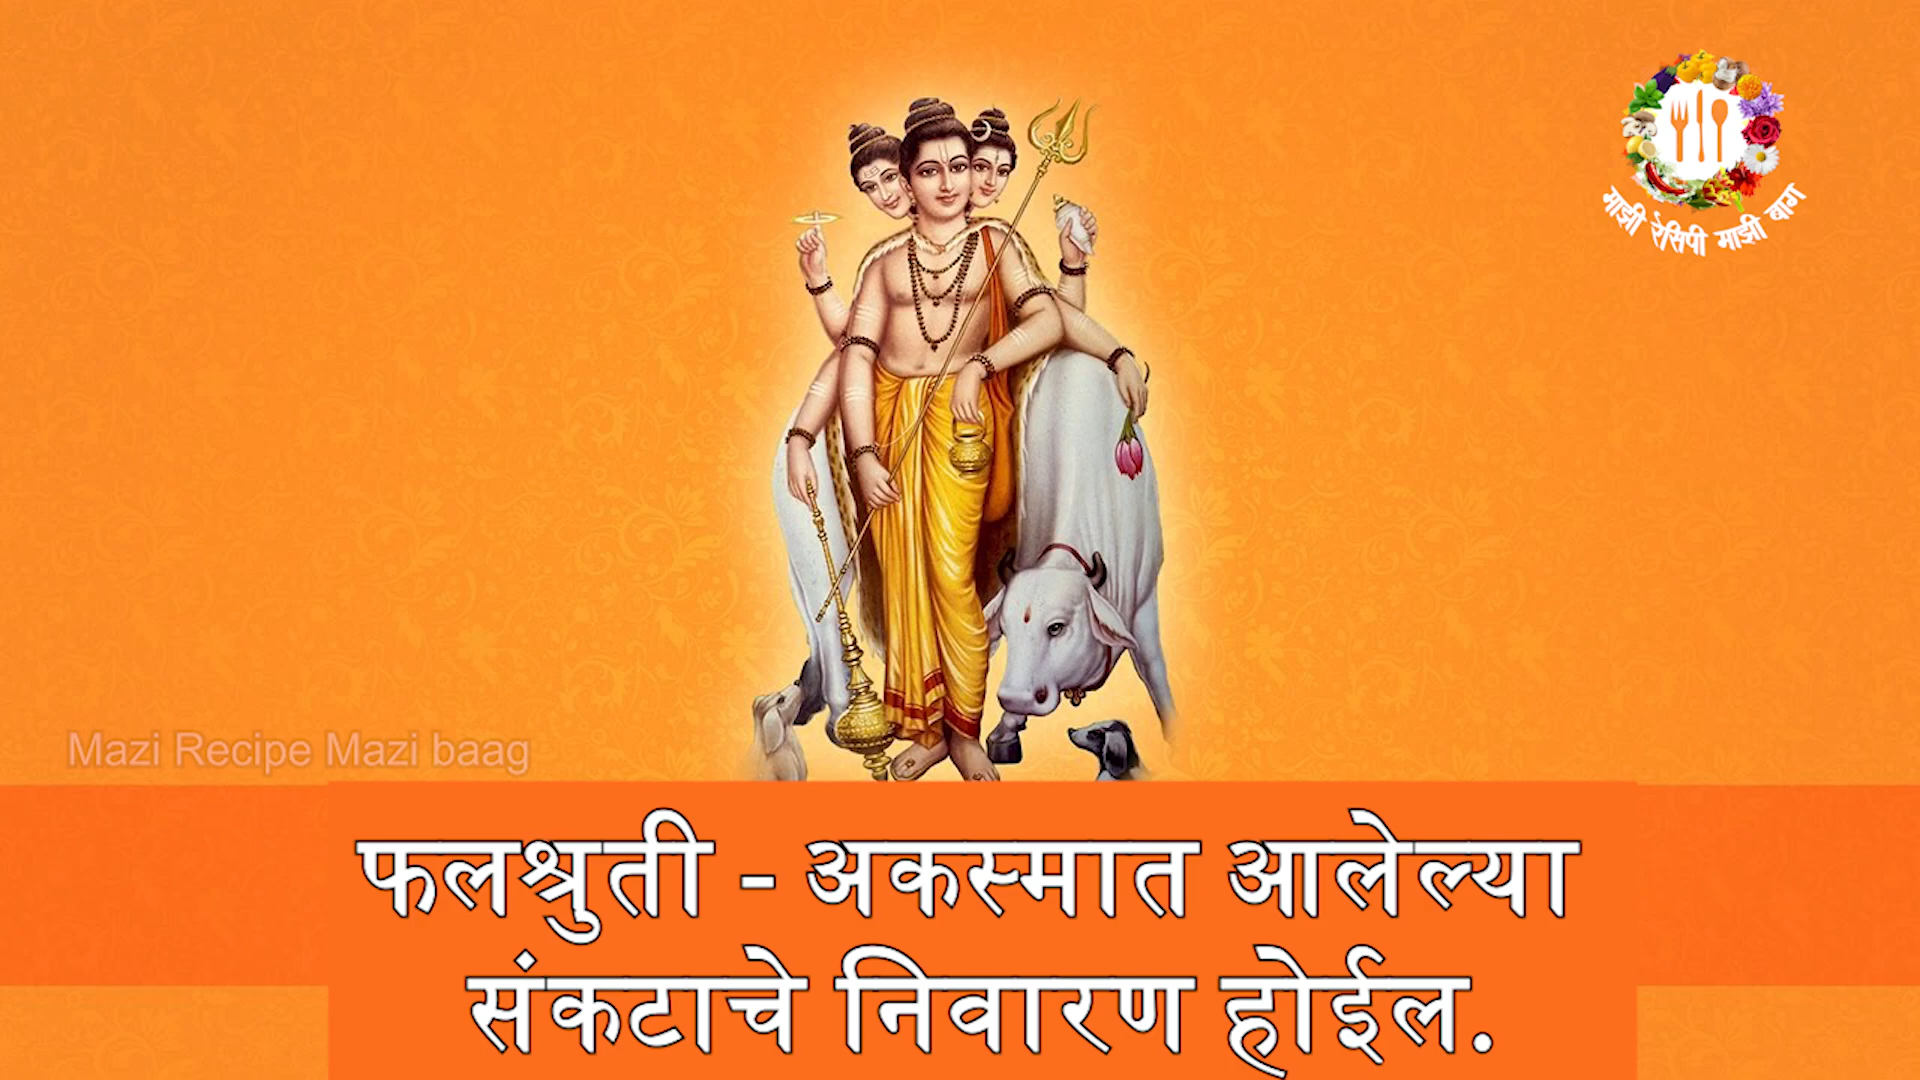 माझी रेसिपी माझी बाग
Mazi Recipe Mazi baag
फलश्रुती - अकस्मात आलेल्या
संकटाचे निवारण होईल.